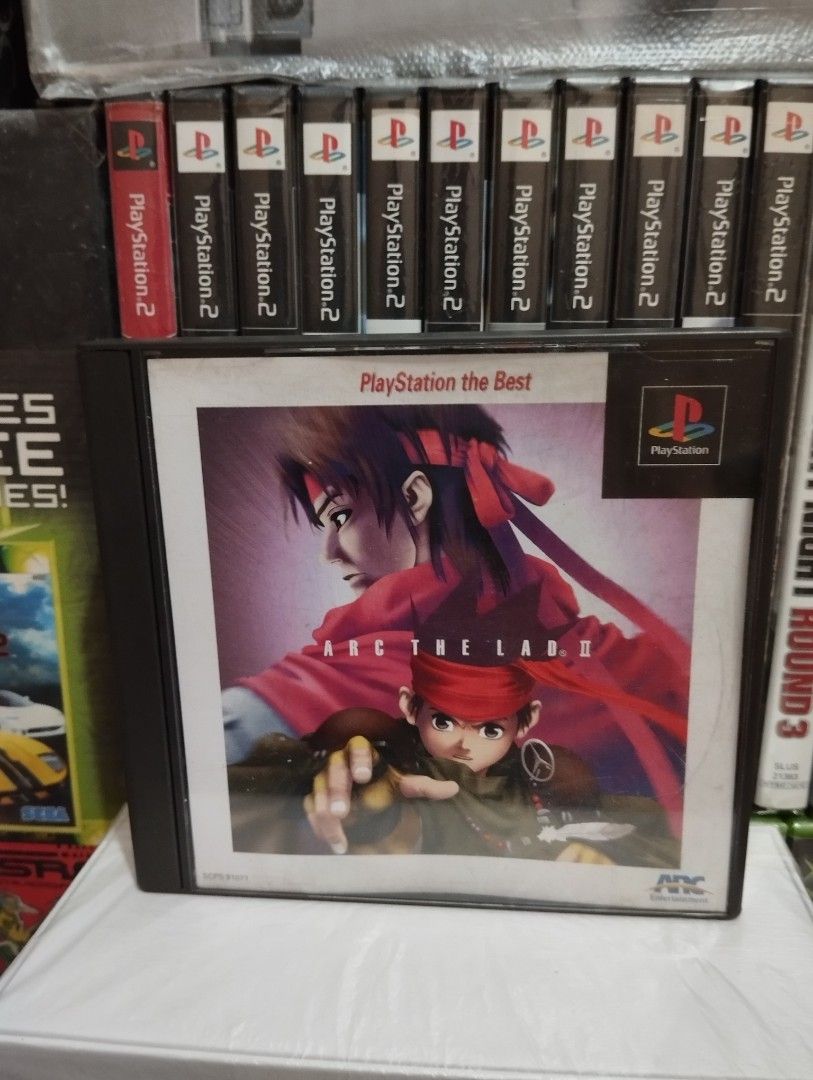 PlayStation.2
PlayStation.2
PlayStation.2
PlayStation.2
PlayStation.2
PlayStation.2
PlayStation.2
PlayStation.2
PlayStation.2
PlayStation.2
PlayStation.2
ES
EE
ES!
SEGA
PlayStation the Best
PlayStation
ARC THE LAD® II
ARC
Entertainment
ROUND 3
SLUS